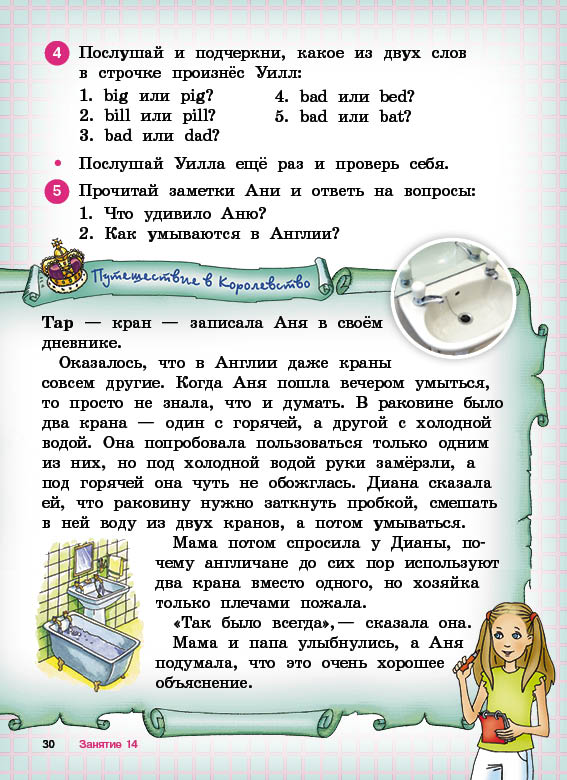 4 Послушай и подчеркни, какое из двух слов
в строчке произнёс Уилл:
1. big или pig?
2. bill или pill?
3. bad или dad?
4. bad или bed?
5. bad или bat?
• Послушай Уилла ещё раз и проверь себя.
5 Прочитай заметки Ани и ответь на вопросы:
1. Что удивило Аню?
2. Как умываются в Англии?
Путешествие в Королевство
Tap — кран — записала Аня в своём
дневнике.
Оказалось, что в Англии даже краны
совсем другие. Когда Аня пошла вечером умыться,
то просто не знала, что и думать. В раковине было
два крана — один с горячей, а другой с холодной
водой. Она попробовала пользоваться только одним
из них, но под холодной водой руки замёрзли, а
под горячей она чуть не обожглась. Диана сказала
ей, что раковину нужно заткнуть пробкой, смешать
в ней воду из двух кранов, а потом умываться.
Мама потом спросила у Дианы, по-
чему англичане до сих пор используют
два крана вместо одного, но хозяйка
только плечами пожала.
«Так было всегда»,— сказала она.
Мама и папа улыбнулись, а Аня
подумала, что это очень хорошее
объяснение.
30 Занятие 14